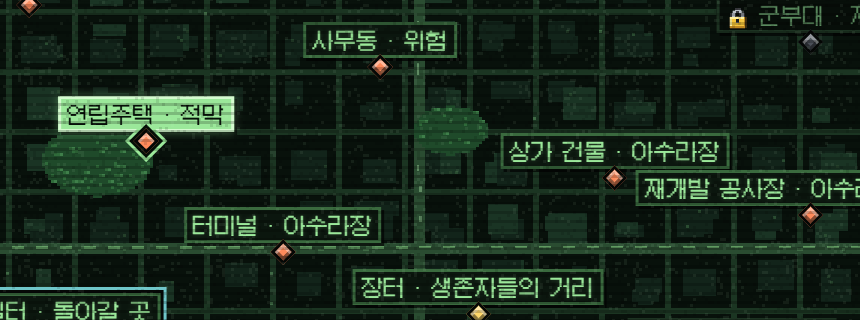 군부대 ·
사무동 · 위험
연립주택 · 적막
상가 건물 · 아수라장
재개발 공사장 ·
터미널 · 아수라장
장터 · 생존자들의 거리
· 돌아갈 곳